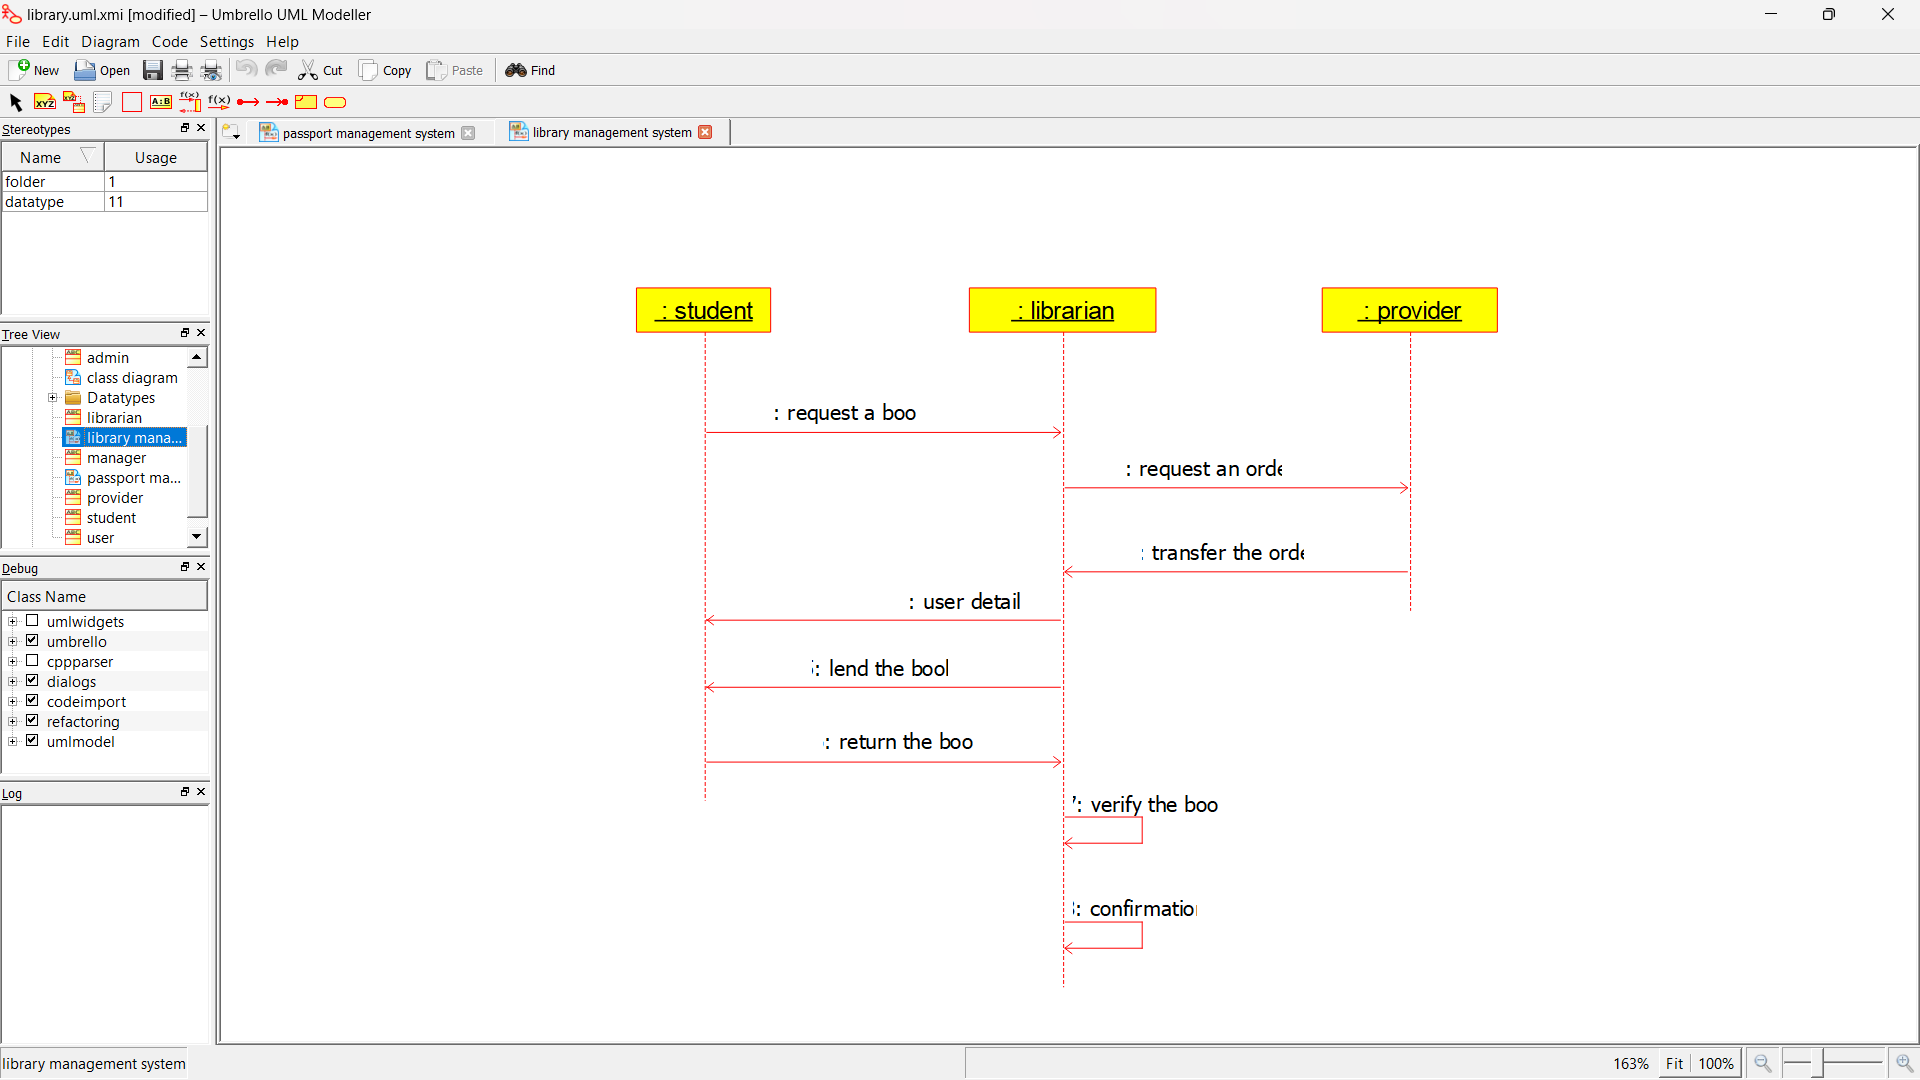 library.uml.xmi [modified] – Umbrello UML Modeller
File Edit Diagram Code Settings Help
New Open Cut Copy Paste Find
XYZ A:B f(x) f(x)
Stereotypes
passport management system library management system
Name Usage
folder 1
datatype 11
Tree View
admin
class diagram
Datatypes
librarian
library mana...
manager
passport ma...
provider
student
user
Debug
Class Name
umlwidgets
umbrello
cppparser
dialogs
codeimport
refactoring
umlmodel
Log
: student : librarian : provider
: request a boo
: request an orde
: transfer the orde
: user detail
: lend the bool
: return the boo
7: verify the boo
: confirmation
library management system
163% Fit 100%